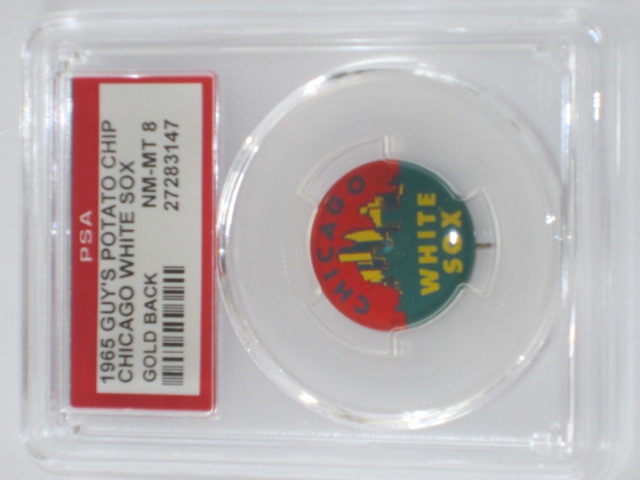 PSA
1965 GUY'S POTATO CHIP
CHICAGO WHITE SOX
GOLD BACK NM-MT 8
27283147
CHICAGO
WHITE
SOX